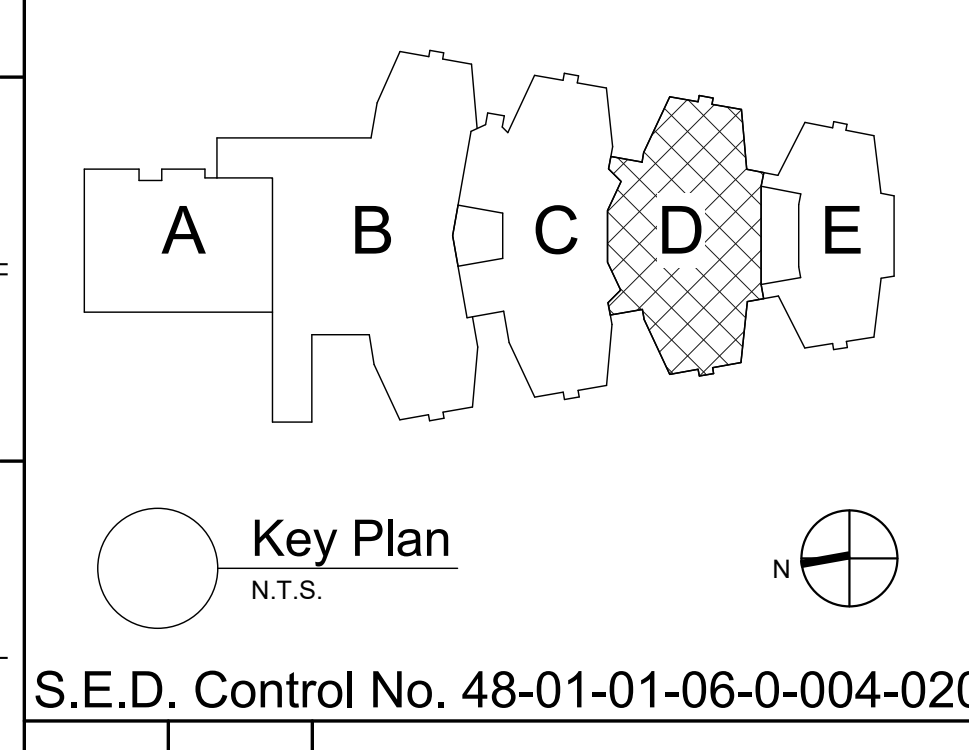 A B C D E
Key Plan
N.T.S.
N
S.E.D. Control No. 48-01-01-06-0-004-020